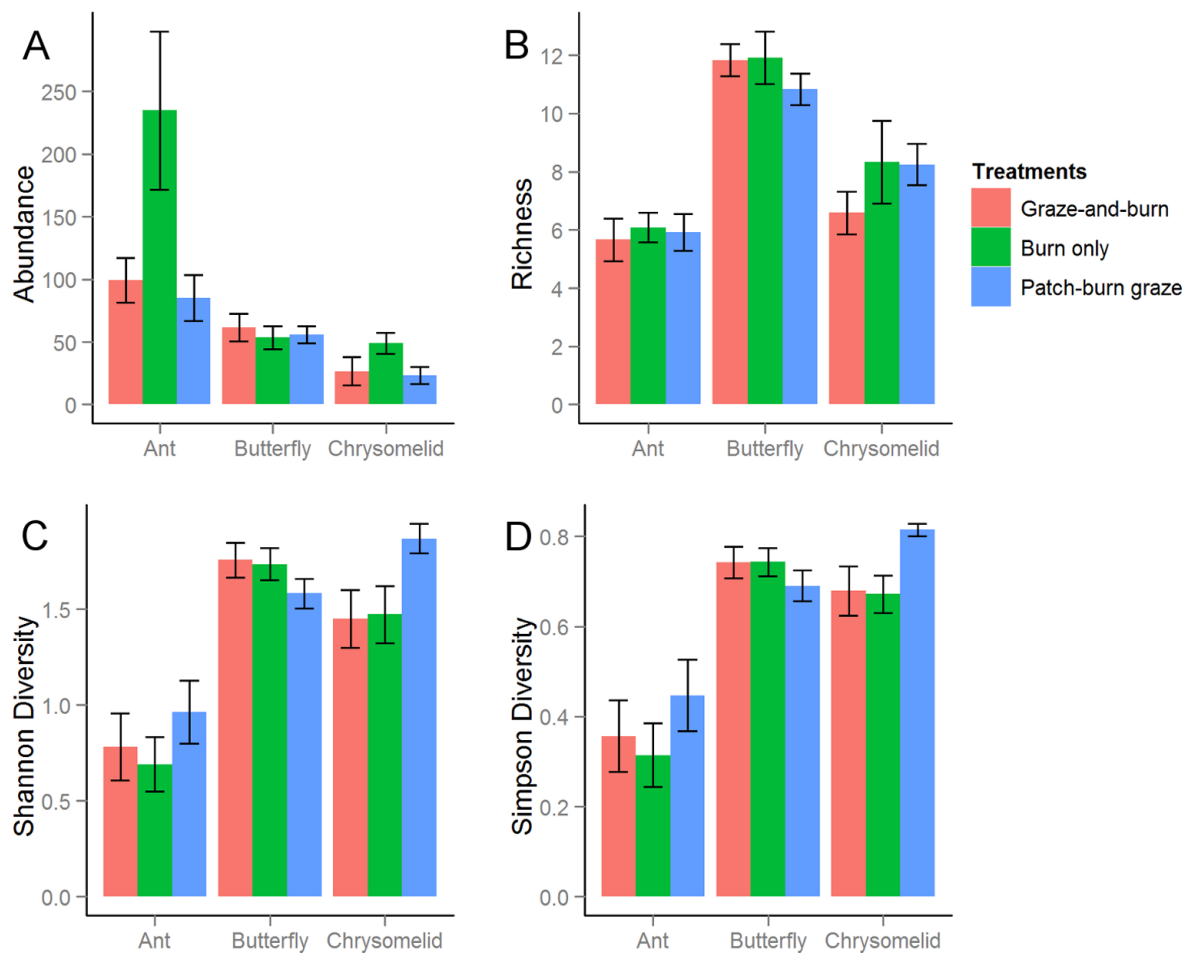 A
Abundance
250
200
150
100
50
0
Ant Butterfly Chrysomelid
B
Richness
12
10
8
6
4
2
0
Ant Butterfly Chrysomelid
Treatments
Graze-and-burn
Burn only
Patch-burn graze
C
Shannon Diversity
1.5
1.0
0.5
0.0
Ant Butterfly Chrysomelid
D
Simpson Diversity
0.8
0.6
0.4
0.2
0.0
Ant Butterfly Chrysomelid